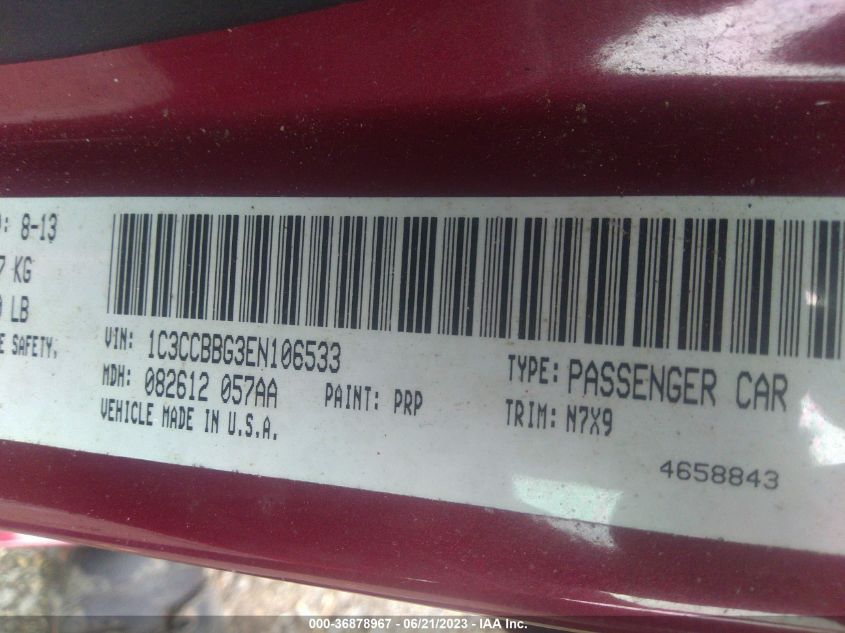 : 8-13
7 KG
LB
E SAFETY.
VIN: 1C3CCBBG3EN106533
MDH: 082612 057AA
PAINT: PRP
VEHICLE MADE IN U.S.A.
TYPE: PASSENGER CAR
TRIM: N7X9
4658843
000-36878967 - 06/21/2023 - IAA Inc.